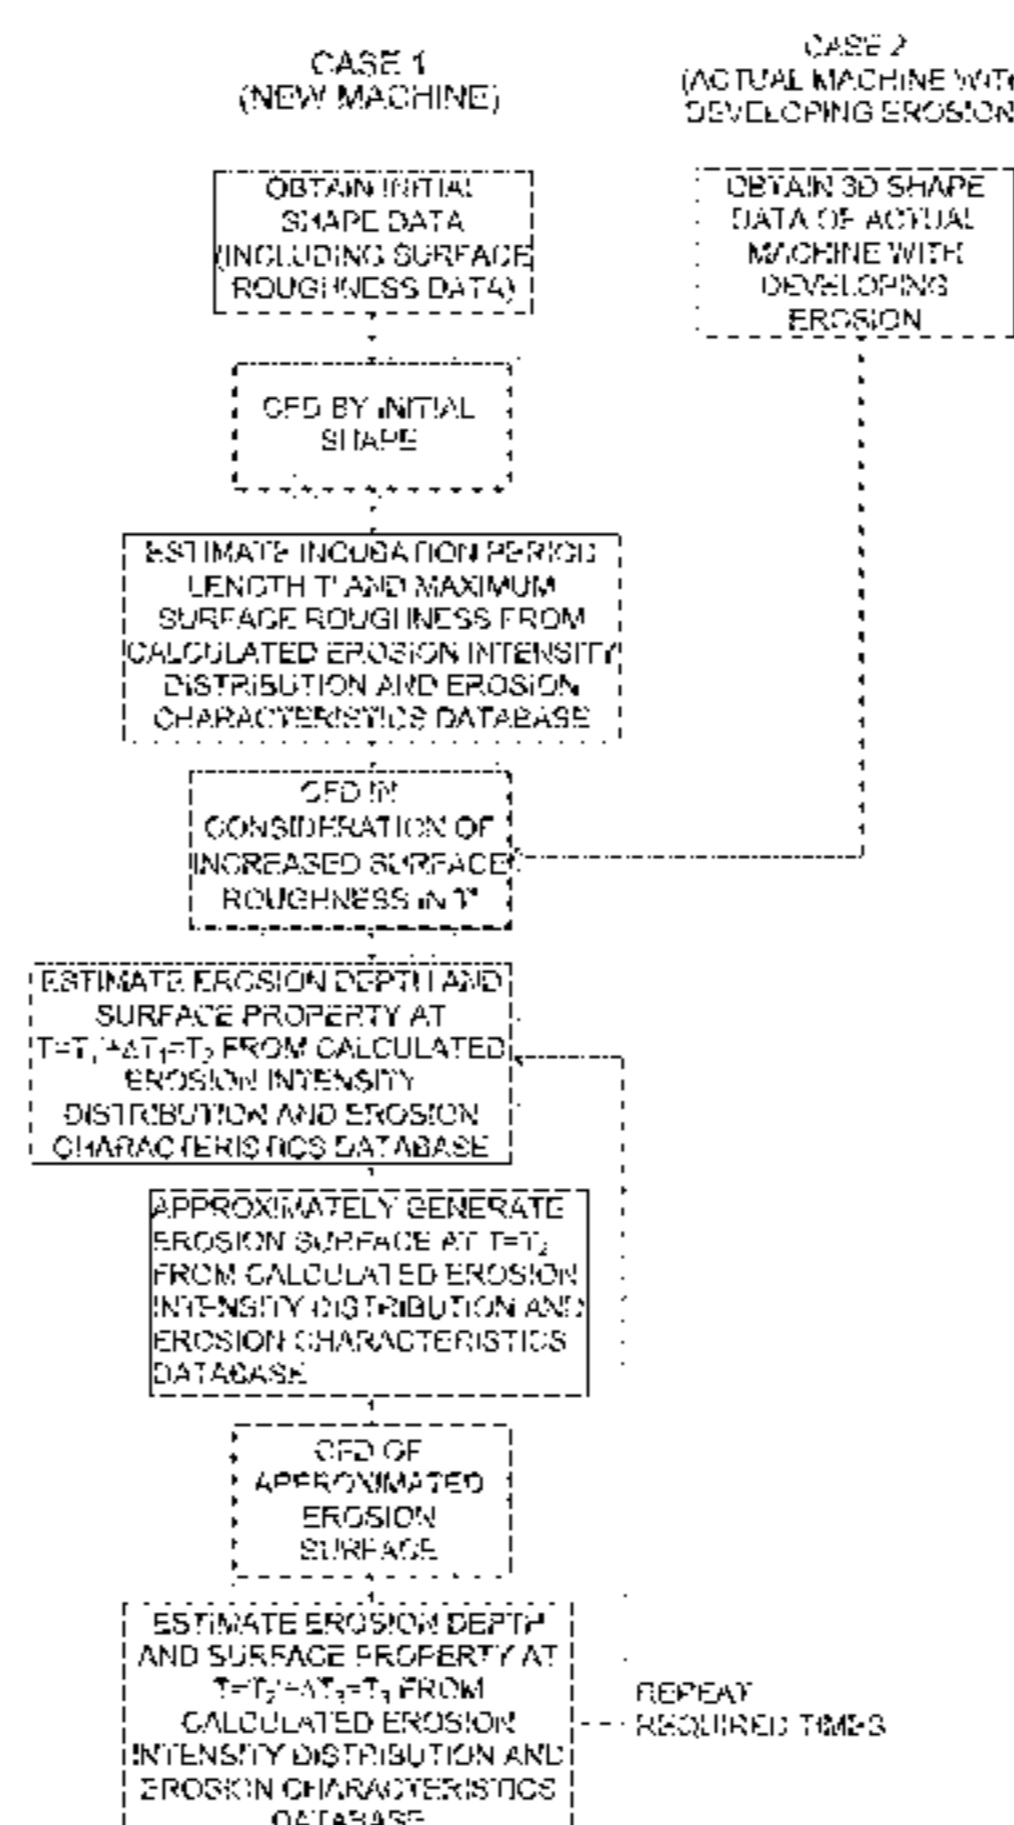 CASE 1
(NEW MACHINE)
CASE 2
(ACTUAL MACHINE WITH
DEVELOPING EROSION
OBTAIN INITIAL
SHAPE DATA
(INCLUDING SURFACE
ROUGHNESS DATA)
OBTAIN 3D SHAPE
DATA OF ACTUAL
MACHINE WITH
DEVELOPING
EROSION
CFD BY INITIAL
SHAPE
ESTIMATE INCUBATION PERIOD
LENGTH T' AND MAXIMUM
SURFACE ROUGHNESS FROM
CALCULATED EROSION INTENSITY
DISTRIBUTION AND EROSION
CHARACTERISTICS DATABASE
CFD IN
CONSIDERATION OF
INCREASED SURFACE
ROUGHNESS IN
ESTIMATE EROSION DEPTH AND
SURFACE PROPERTY AT
FROM CALCULATED
EROSION INTENSITY
DISTRIBUTION AND EROSION
CHARACTERISTICS DATABASE
APPROXIMATELY GENERATE
EROSION SURFACE AT T=T₂
FROM CALCULATED EROSION
INTENSITY DISTRIBUTION AND
EROSION CHARACTERISTICS
DATABASE
CFD OF
APPROXIMATED
EROSION
SURFACE
ESTIMATE EROSION DEPTH
AND SURFACE PROPERTY AT
FROM
CALCULATED EROSION
INTENSITY DISTRIBUTION AND
EROSION CHARACTERISTICS
DATABASE
REPEAT
REQUIRED TIMES